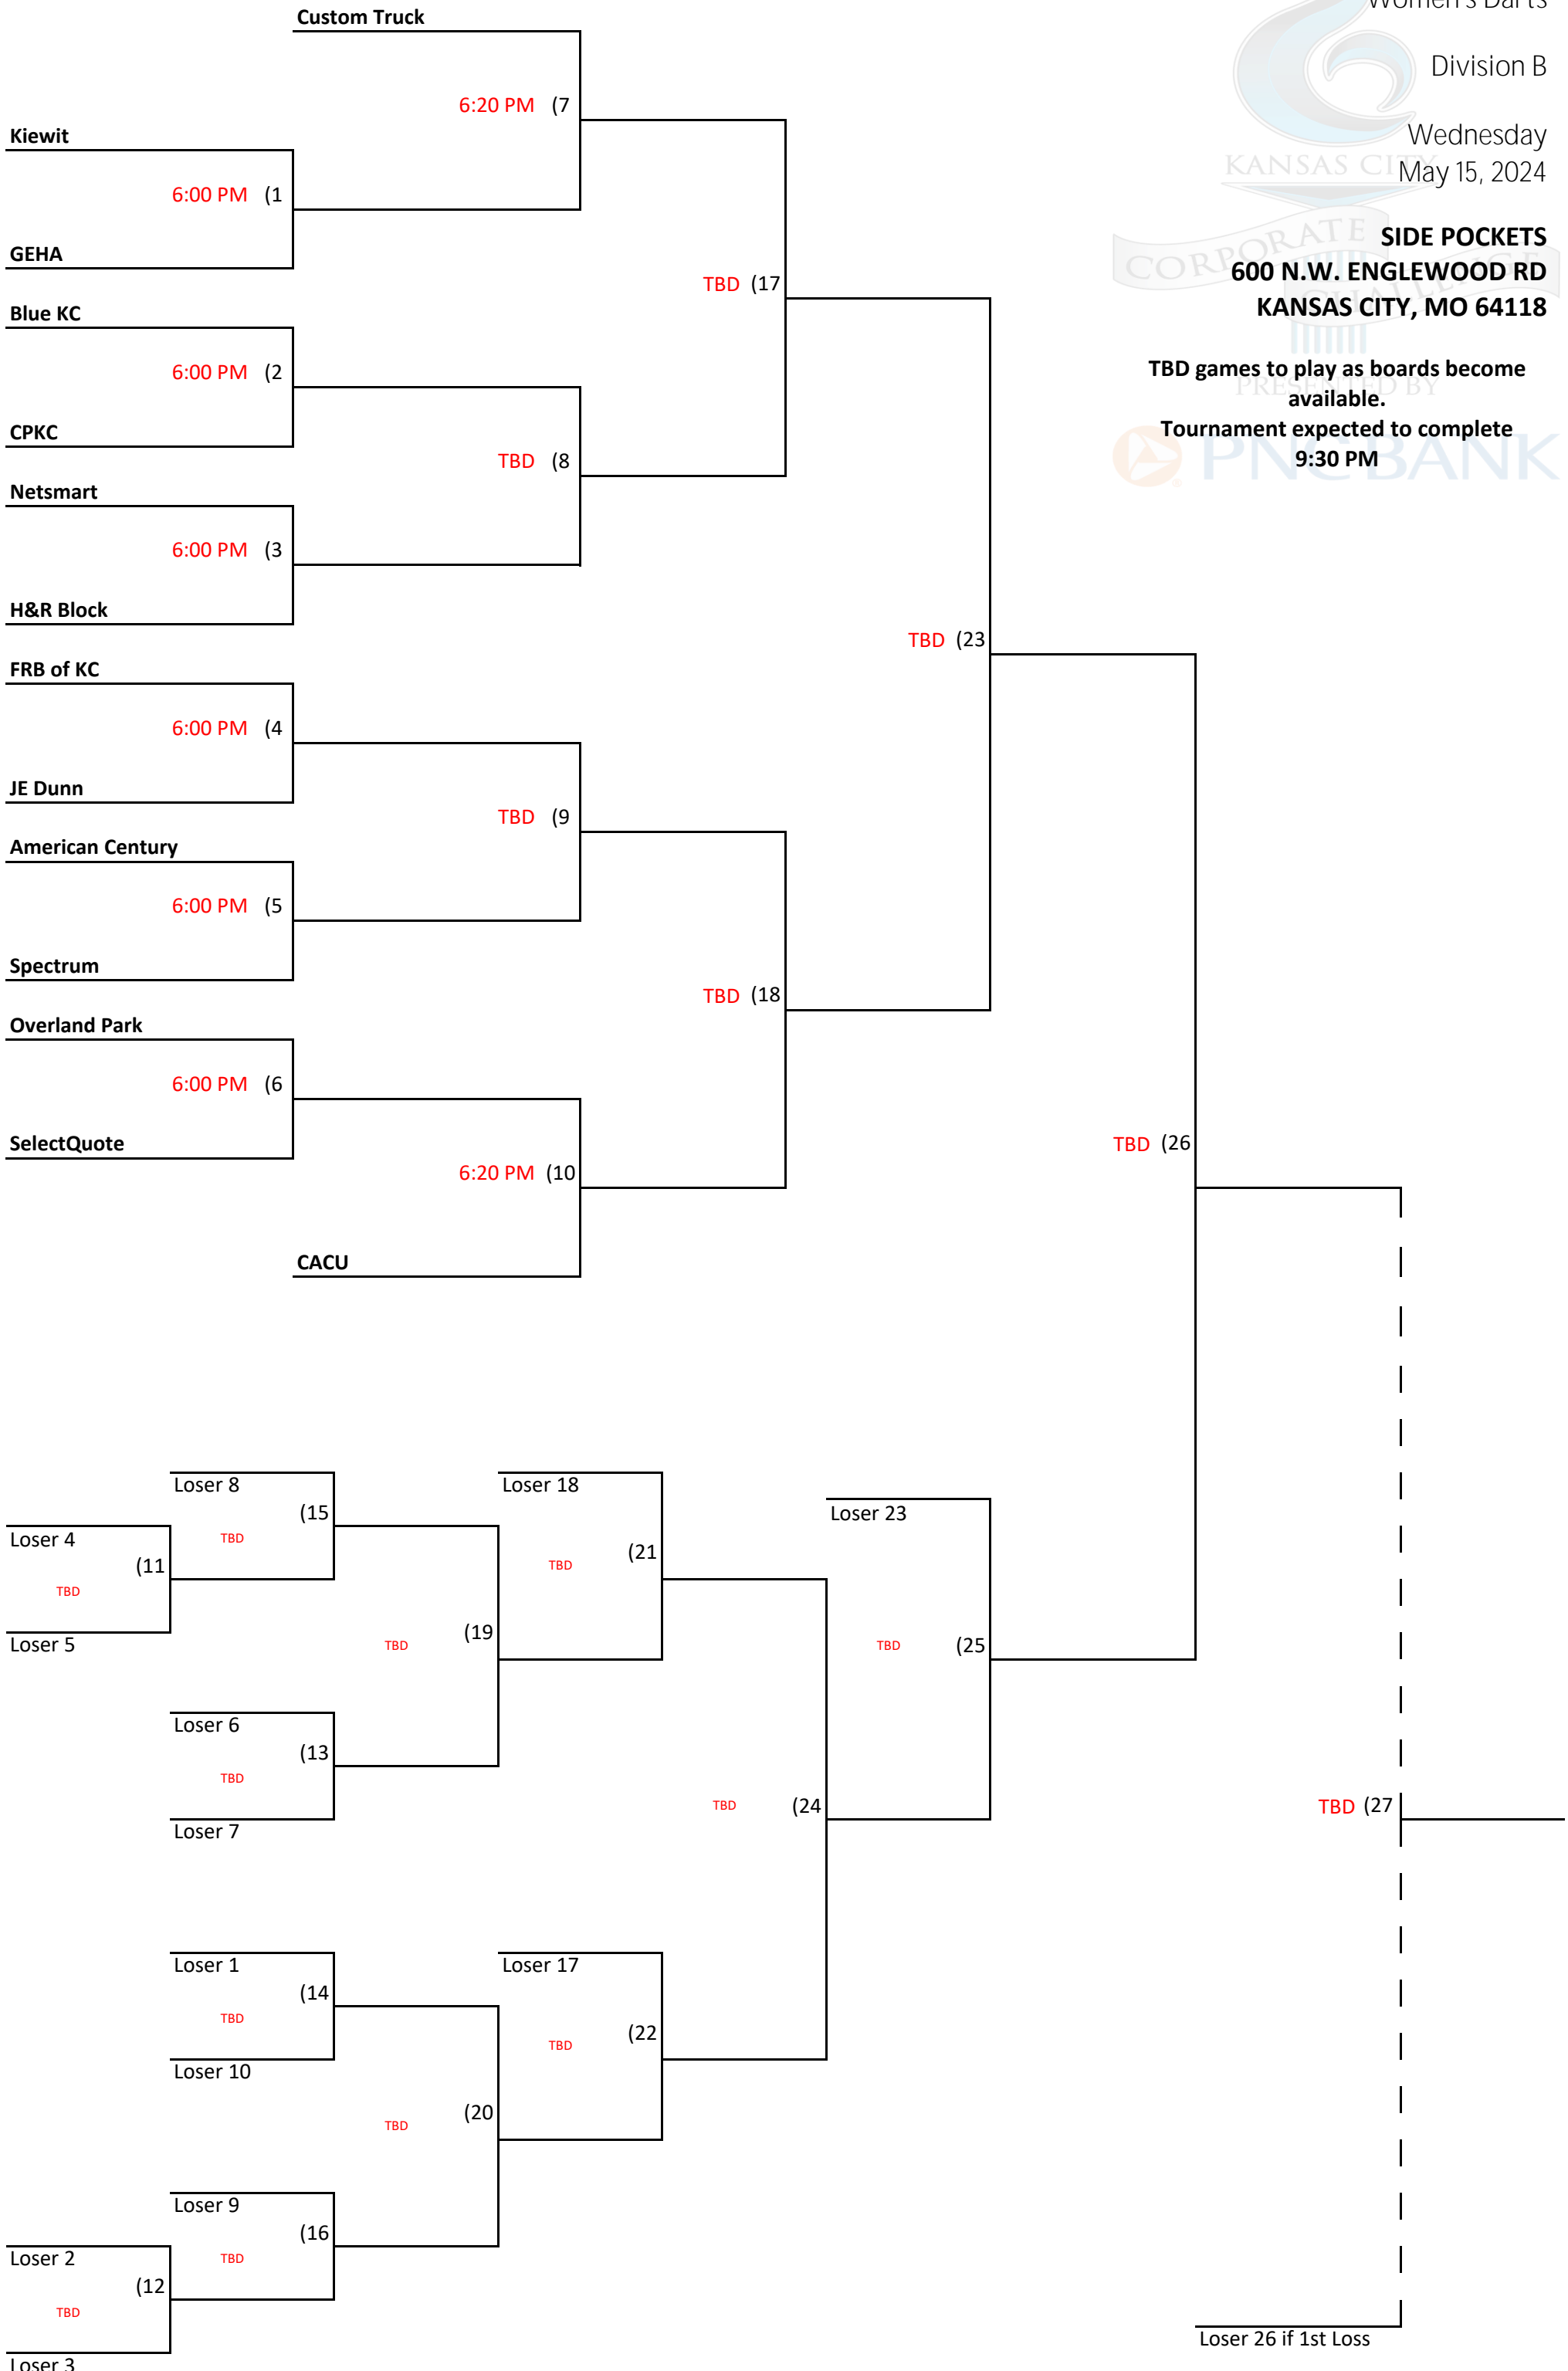 Women's Darts
Division B
Wednesday
May 15, 2024
KANSAS CITY
CORPORATE
CHALLENGE
PRESENTED BY
PNC BANK
SIDE POCKETS
600 N.W. ENGLEWOOD RD
KANSAS CITY, MO 64118
TBD games to play as boards become
available.
Tournament expected to complete
9:30 PM
Custom Truck
6:20 PM (7
Kiewit
6:00 PM (1
GEHA
TBD (17
Blue KC
6:00 PM (2
CPKC
TBD (8
Netsmart
6:00 PM (3
H&R Block
TBD (23
FRB of KC
6:00 PM (4
JE Dunn
TBD (9
American Century
6:00 PM (5
Spectrum
TBD (18
Overland Park
6:00 PM (6
SelectQuote
TBD (26
6:20 PM (10
CACU
Loser 8
(15
TBD
Loser 4
(11
TBD
Loser 5
Loser 18
(21
TBD
Loser 23
(19
TBD
(25
TBD
Loser 6
(13
TBD
Loser 7
(24
TBD
TBD (27
Loser 1
(14
TBD
Loser 10
Loser 17
(22
TBD
(20
TBD
Loser 9
(16
TBD
Loser 2
(12
TBD
Loser 3
Loser 26 if 1st Loss